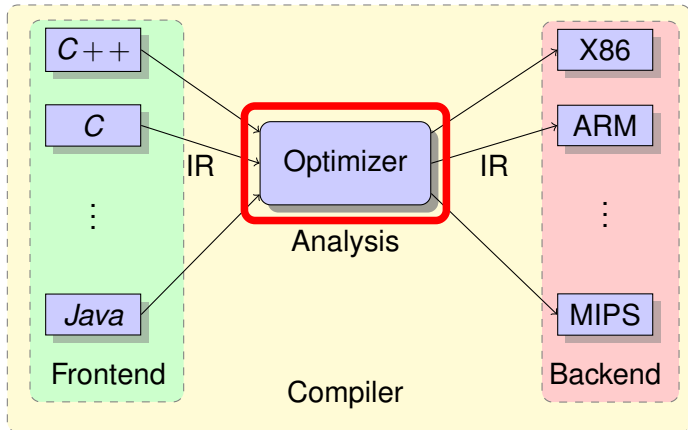 C++
C
⋮
Java
Frontend
IR
Optimizer
Analysis
IR
Compiler
X86
ARM
⋮
MIPS
Backend